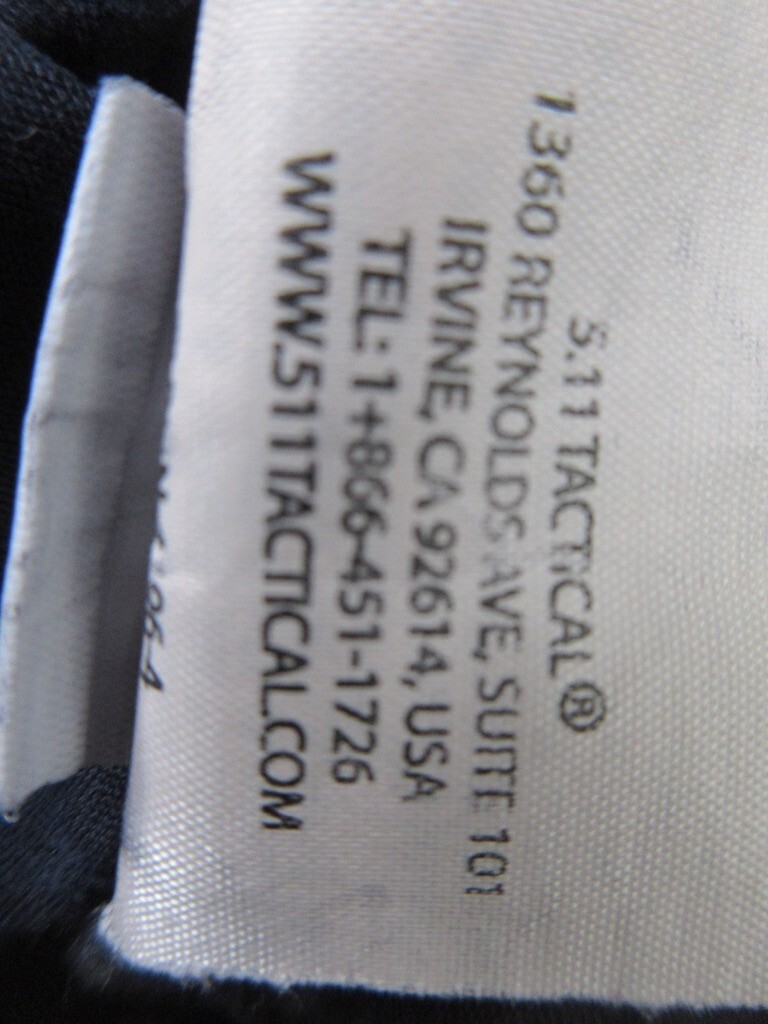 5.11 TACTICAL®
1360 REYNOLDS AVE, SUITE 101
IRVINE, CA 92614, USA
TEL: 1+866-451-1726
WWW.511TACTICAL.COM